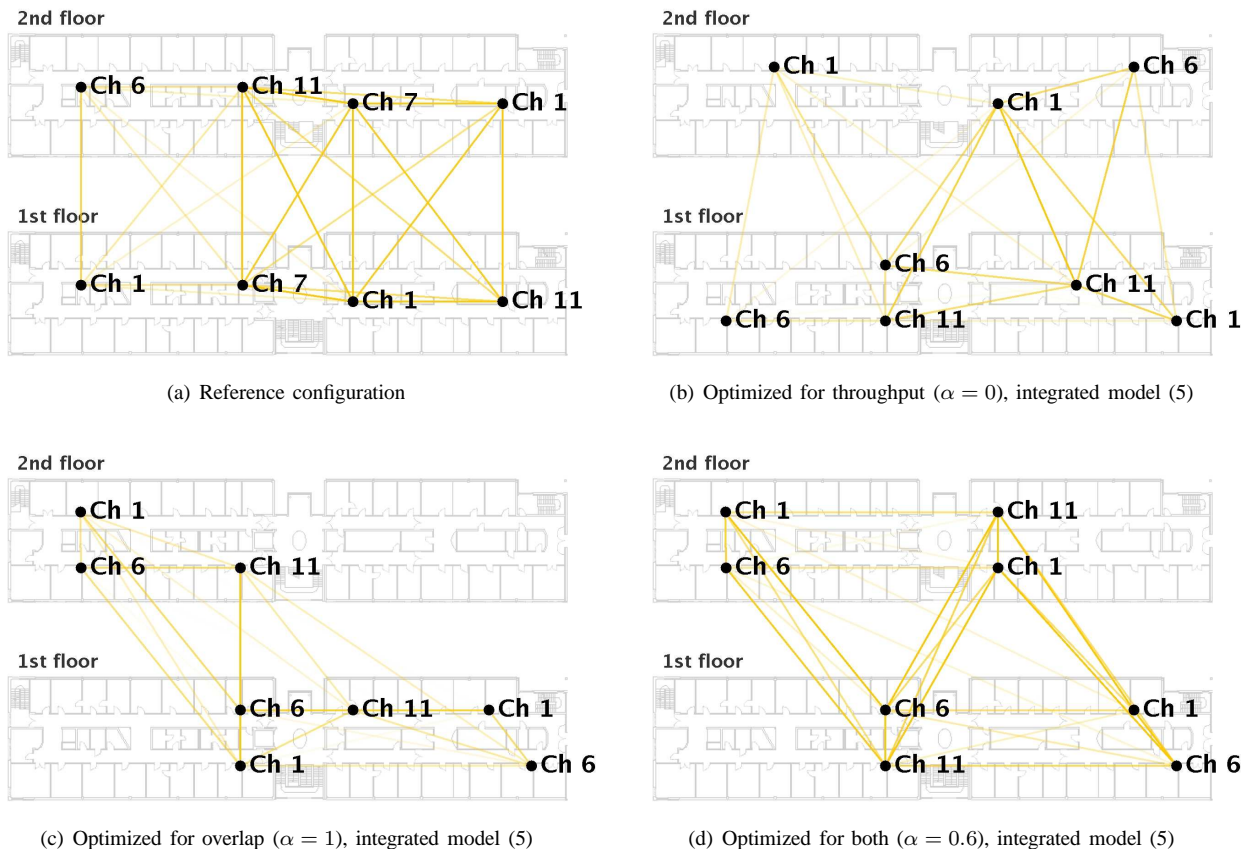 2nd floor
Ch 6 Ch 11 Ch 7 Ch 1
1st floor
Ch 1 Ch 7 Ch 1 Ch 11
(a) Reference configuration
2nd floor
Ch 1 Ch 6
Ch 1
1st floor
Ch 6
Ch 11
Ch 6 Ch 11 Ch 1
(b) Optimized for throughput (α = 0), integrated model (5)
2nd floor
Ch 1
Ch 6 Ch 11
1st floor
Ch 6 Ch 11 Ch 1
Ch 1 Ch 6
(c) Optimized for overlap (α = 1), integrated model (5)
2nd floor
Ch 1 Ch 11
Ch 6 Ch 1
1st floor
Ch 6 Ch 1
Ch 11 Ch 6
(d) Optimized for both (α = 0.6), integrated model (5)